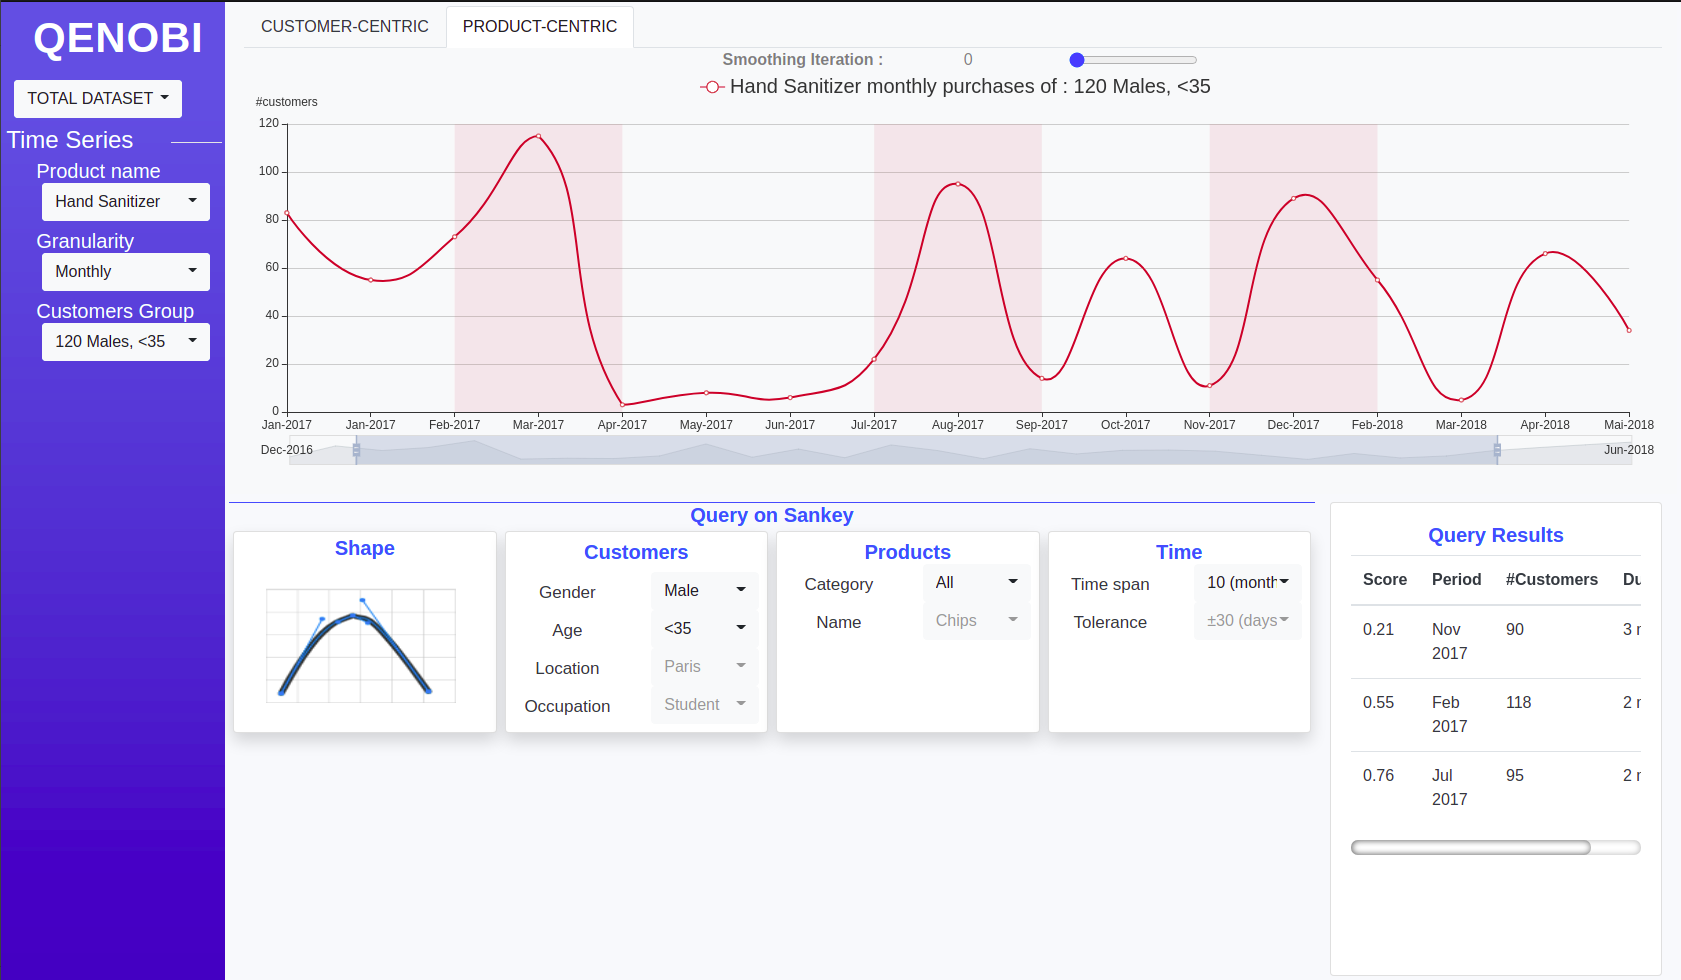 QENOBI
TOTAL DATASET
Time Series
Product name
Hand Sanitizer
Granularity
Monthly
Customers Group
120 Males, <35
CUSTOMER-CENTRIC PRODUCT-CENTRIC
Smoothing Iteration : 0
Hand Sanitizer monthly purchases of : 120 Males, <35
#customers
120
100
80
60
40
20
0
Jan-2017 Jan-2017 Feb-2017 Mar-2017 Apr-2017 May-2017 Jun-2017 Jul-2017 Aug-2017 Sep-2017 Oct-2017 Nov-2017 Dec-2017 Feb-2018 Mar-2018 Apr-2018 Mai-2018
Dec-2016 Jun-2018
Query on Sankey
Shape
Customers
Gender Male
Age <35
Location Paris
Occupation Student
Products
Category All
Name Chips
Time
Time span 10 (month
Tolerance ±30 (days
Query Results
Score Period #Customers Du
0.21 Nov 2017 90 3 r
0.55 Feb 2017 118 2 r
0.76 Jul 2017 95 2 r